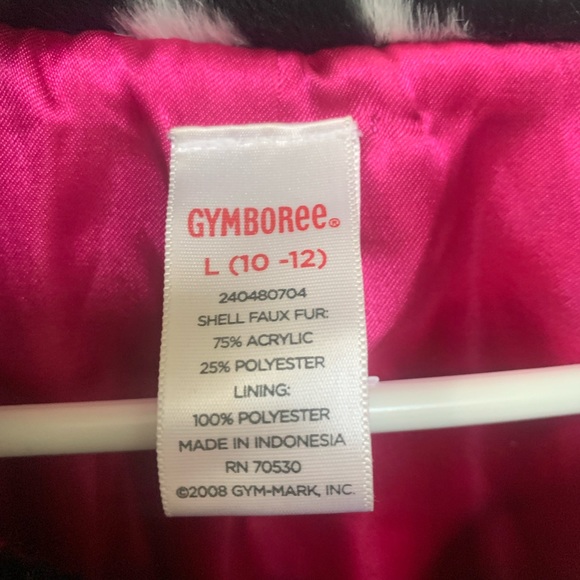 GYMBORee®
L (10 -12)
240480704
SHELL FAUX FUR:
75% ACRYLIC
25% POLYESTER
LINING:
100% POLYESTER
MADE IN INDONESIA
RN 70530
©2008 GYM-MARK, INC.